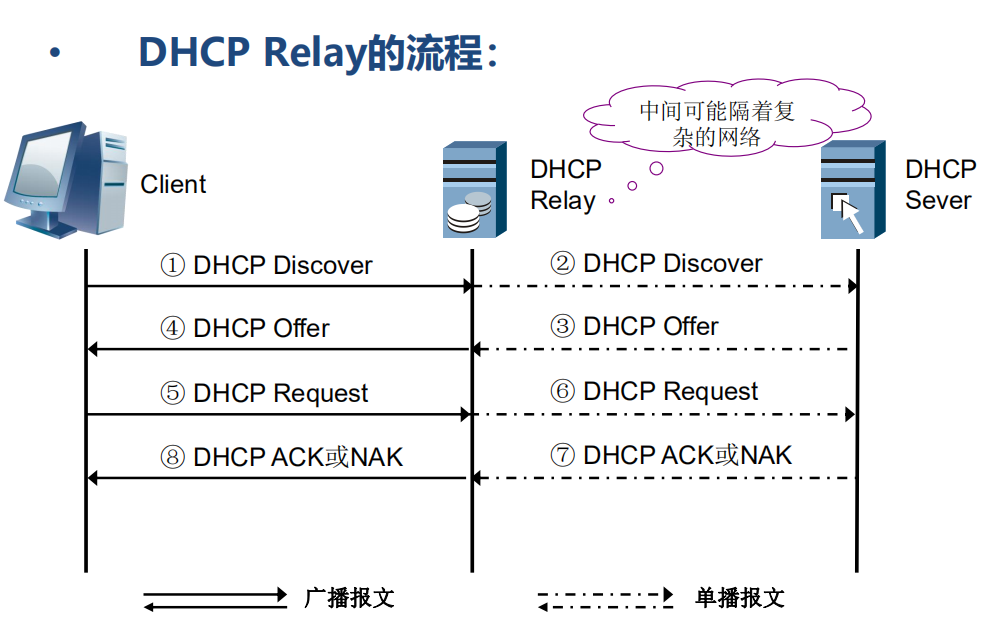 • DHCP Relay的流程：
中间可能隔着复
杂的网络
Client
DHCP
Relay
DHCP
Sever
① DHCP Discover
② DHCP Discover
④ DHCP Offer
③ DHCP Offer
⑤ DHCP Request
⑥ DHCP Request
⑧ DHCP ACK或NAK
⑦ DHCP ACK或NAK
广播报文
单播报文